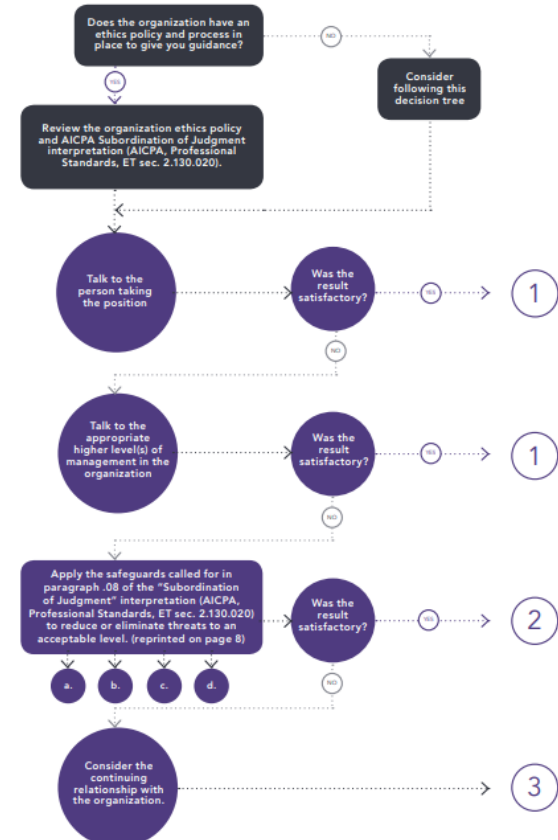 Does the organization have an
ethics policy and process in
place to give you guidance?
NO
YES
Consider
following this
decision tree
Review the organization ethics policy
and AICPA Subordination of Judgment
interpretation (AICPA, Professional
Standards, ET sec. 2.130.020).
Talk to the
person taking
the position
Was the
result
satisfactory?
YES
1
NO
Talk to the
appropriate
higher level(s) of
management in the
organization
Was the
result
satisfactory?
YES
1
NO
Apply the safeguards called for in
paragraph .08 of the “Subordination
of Judgment” interpretation (AICPA,
Professional Standards, ET sec. 2.130.020)
to reduce or eliminate threats to an
acceptable level. (reprinted on page 8)
Was the
result
satisfactory?
YES
2
a.
b.
c.
d.
NO
Consider the
continuing
relationship with
the organization.
3